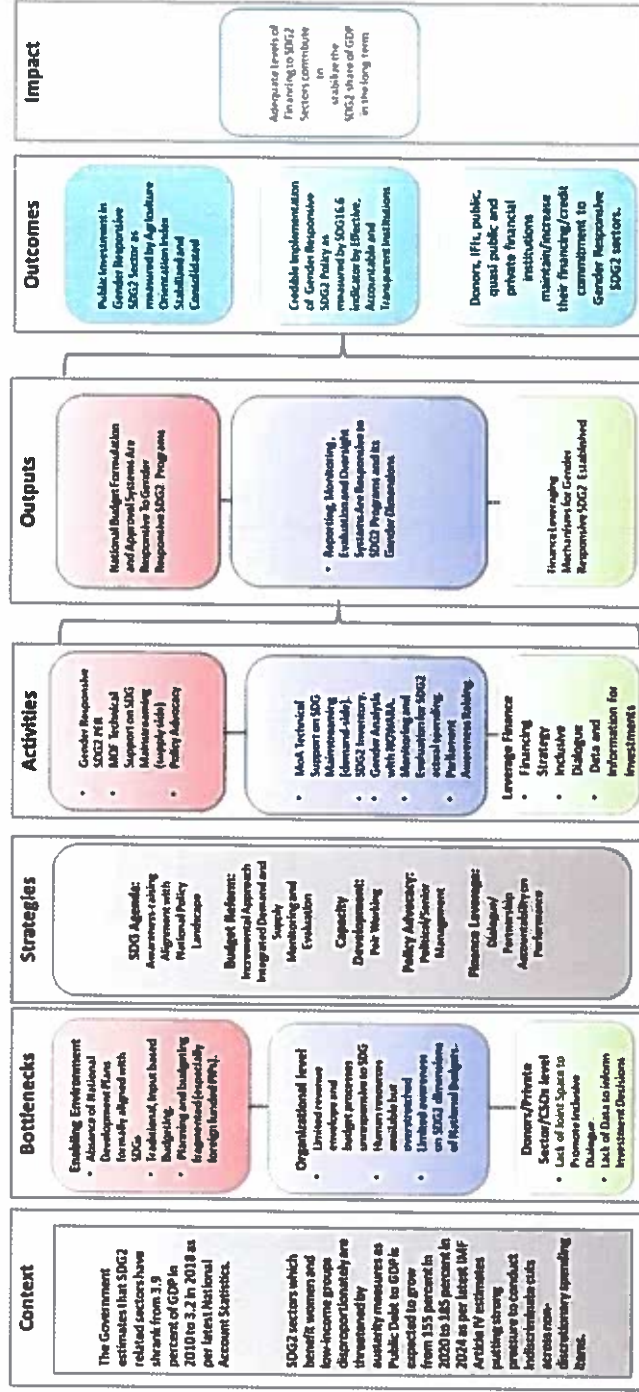 Context
The Government
estimates that SDG2
related sectors have
shrank from 3.9
percent of GDP in
2010 to 3.2 in 2018 as
per latest National
Account Statistics.
SDG2 sectors which
benefit women and
low-income groups
disproportionately are
threatened by
austerity measures as
Public Debt to GDP is
expected to grow
from 155 percent in
2020 to 185 percent in
2024 as per latest IMF
Article IV estimates
putting strong
pressure to conduct
indiscriminate cuts
across non-
discretionary spending
items.
Bottlenecks
Enabling Environment
• Absence of National
Development Plans
formally aligned with
SDG.
• Traditional, Input based
Budgeting.
• Planning and budgeting
fragmented (especially
foreign funded
Organizational level
• Limited revenue
envelope and
budget processes
unresponsive to SDG
• Human resources
available but
overstretched
• Limited awareness
on SDG2 dimensions
of National Budgets.
Donors/Private
Sector/CSOs level
• Lack of Joint Space to
Promote Inclusive
Dialogue.
• Lack of Data to inform
Investment Decisions
Strategies
SDG Agenda:
Awareness-raising
Alignment with
National Policy
Landscape
Budget Reform:
Incremental Approach
Integrated Demand and
Supply
Monitoring and
Evaluation
Capacity
Development:
Pair Working
Policy Advocacy:
Political/Senior
Management
Finance Leverage:
Dialogue/
Partnership
Accountability on
Performance
Activities
• Gender Responsive
SDG2 PER
• MOF Technical
Support on SDG
Mainstreaming
(supply side)
• Policy Advocacy
• MoA Technical
Support on SDG
Mainstreaming
(demand-side).
• SDG2 Inventory.
• Gender Analysis
with
• Monitoring and
Evaluation for SDG2
actual spending.
• Parliament
Awareness Raising.
Leverage Finance
• Financing
Strategy
• Inclusive
Dialogue
• Data and
Information for
Investments
Outputs
National Budget Formulation
and Approval Systems Are
Responsive To Gender
Responsive SDG2 Programs
• Reporting, Monitoring,
Evaluation and Oversight
Systems Are Responsive to
SDG2 Programs and its
Gender Dimensions
Finance Leveraging
Mechanisms for Gender
Responsive SDG2 Established
Outcomes
Public Investment in
Gender Responsive
SDG2 Sector as
measured by Agriculture
Orientation Index
Stabilised and
Consolidated
Credible Implementation
of Gender Responsive
SDG2 Policy as
measured by SDG16.6
indicator by Effective,
Accountable and
Transparent Institutions
Donors, IFIs, public,
quasi public and
private financial
institutions
maintain/increase
their financing/credit
commitment to
Gender Responsive
SDG2 sectors.
Impact
Adequate levels of
Financing to SDG2
Sectors contribute
in
stabilize the
SDG2 share of GDP
in the long term